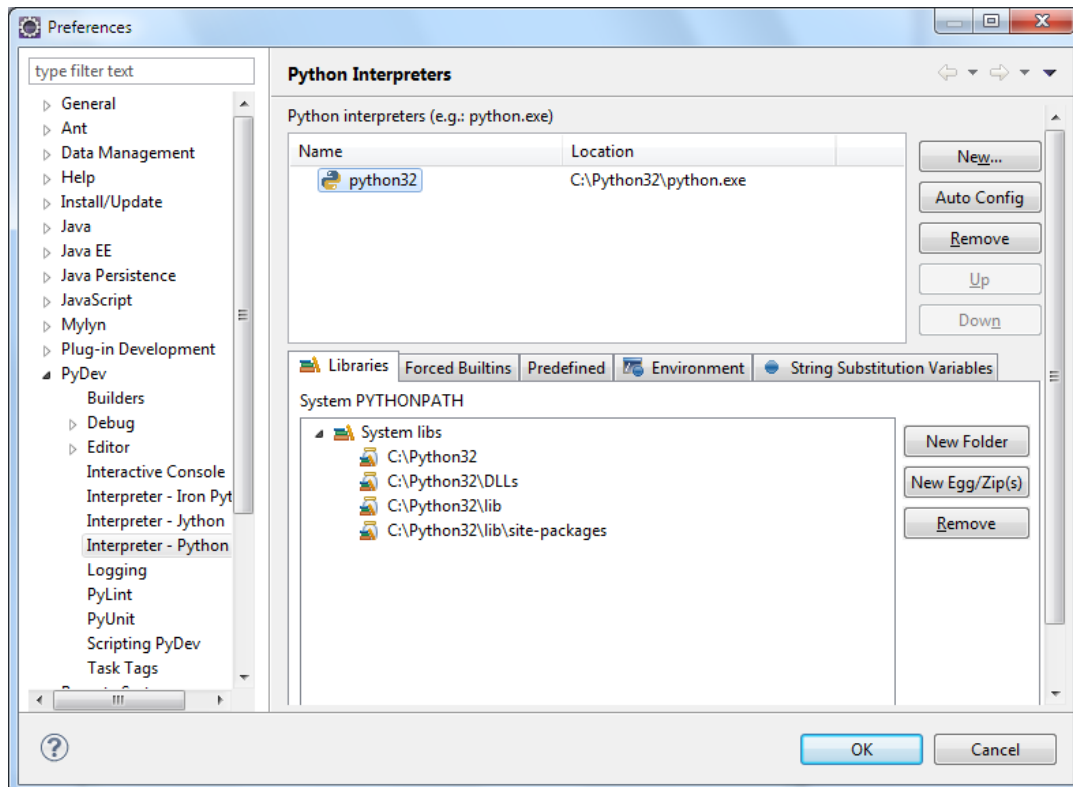 Preferences
type filter text
General
Ant
Data Management
Help
Install/Update
Java
Java EE
Java Persistence
JavaScript
Mylyn
Plug-in Development
PyDev
Builders
Debug
Editor
Interactive Console
Interpreter - Iron Pyt
Interpreter - Jython
Interpreter - Python
Logging
PyLint
PyUnit
Scripting PyDev
Task Tags
Python Interpreters
Python interpreters (e.g.: python.exe)
Name Location
python32 C:\Python32\python.exe
New...
Auto Config
Remove
Up
Down
Libraries Forced Builtins Predefined Environment String Substitution Variables
System PYTHONPATH
System libs
C:\Python32
C:\Python32\DLLs
C:\Python32\lib
C:\Python32\lib\site-packages
New Folder
New Egg/Zip(s)
Remove
OK Cancel